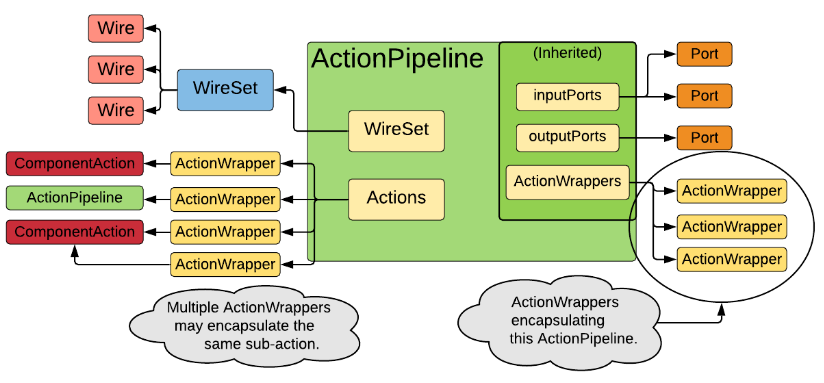 Wire
Wire
Wire
WireSet
ActionPipeline
WireSet
Actions
(Inherited)
inputPorts
outputPorts
ActionWrappers
Port
Port
Port
ComponentAction
ActionWrapper
ActionPipeline
ActionWrapper
ComponentAction
ActionWrapper
ActionWrapper
ActionWrapper
ActionWrapper
ActionWrapper
Multiple ActionWrappers
may encapsulate the
same sub-action.
ActionWrappers
encapsulating
this ActionPipeline.